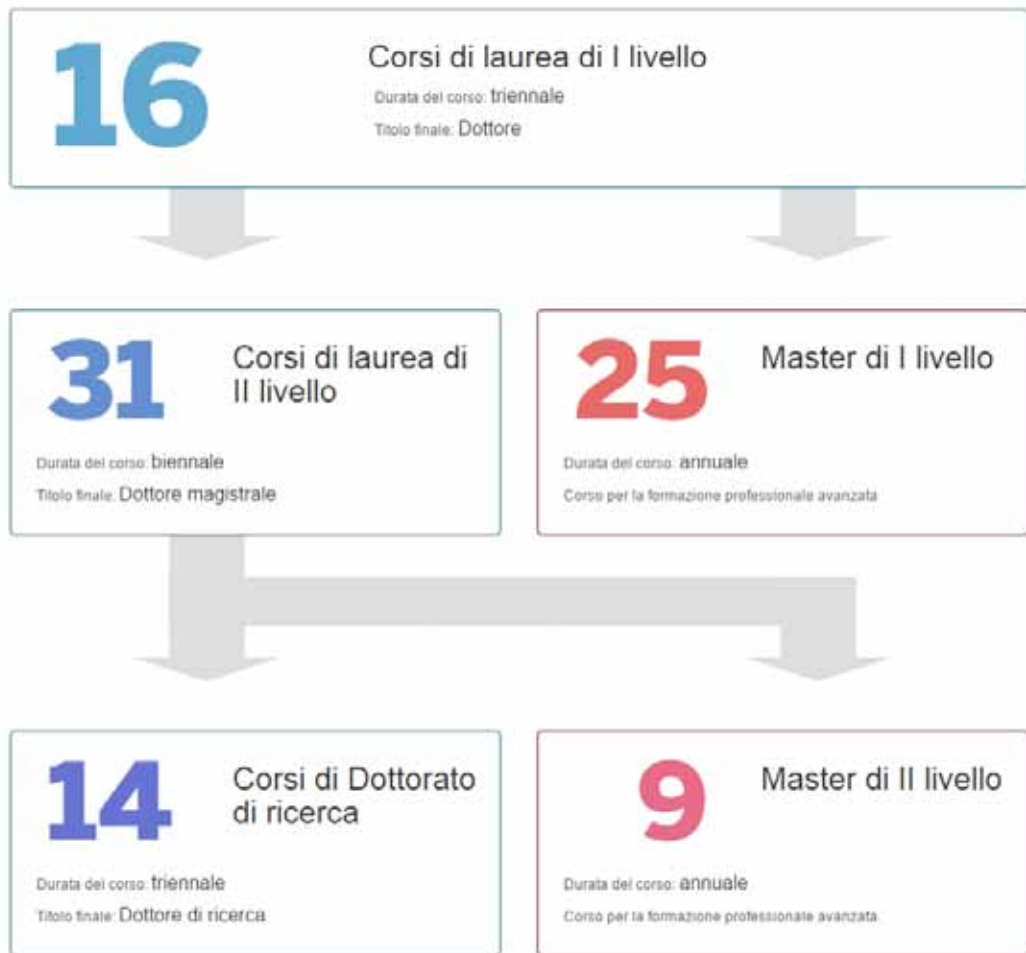 16
Corsi di laurea di I livello
Durata del corso: triennale
Titolo finale: Dottore
31
Corsi di laurea di
II livello
Durata del corso: biennale
Titolo finale: Dottore magistrale
25
Master di I livello
Durata del corso: annuale
Corso per la formazione professionale avanzata
14
Corsi di Dottorato
di ricerca
Durata del corso: triennale
Titolo finale: Dottore di ricerca
9
Master di II livello
Durata del corso: annuale
Corso per la formazione professionale avanzata